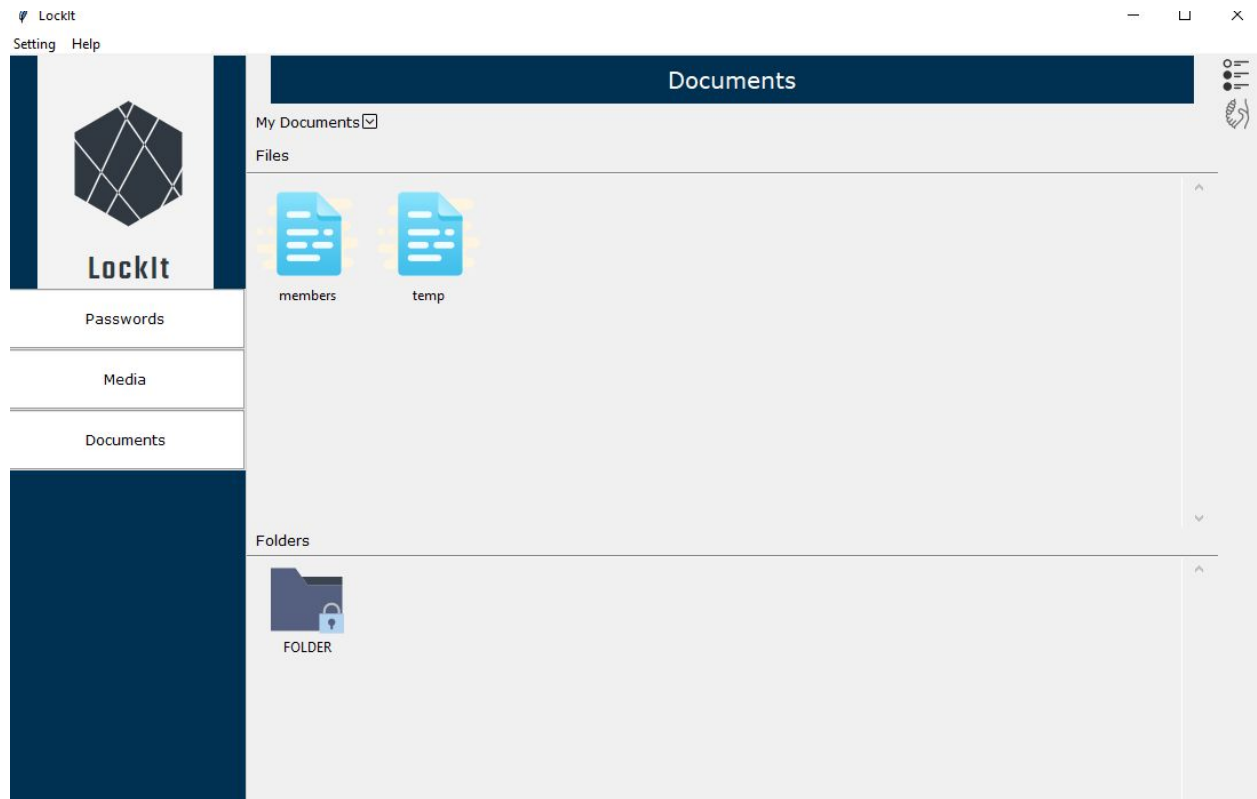 LockIt
Setting Help
Documents
My Documents
Files
LockIt
members temp
Passwords
Media
Documents
Folders
FOLDER